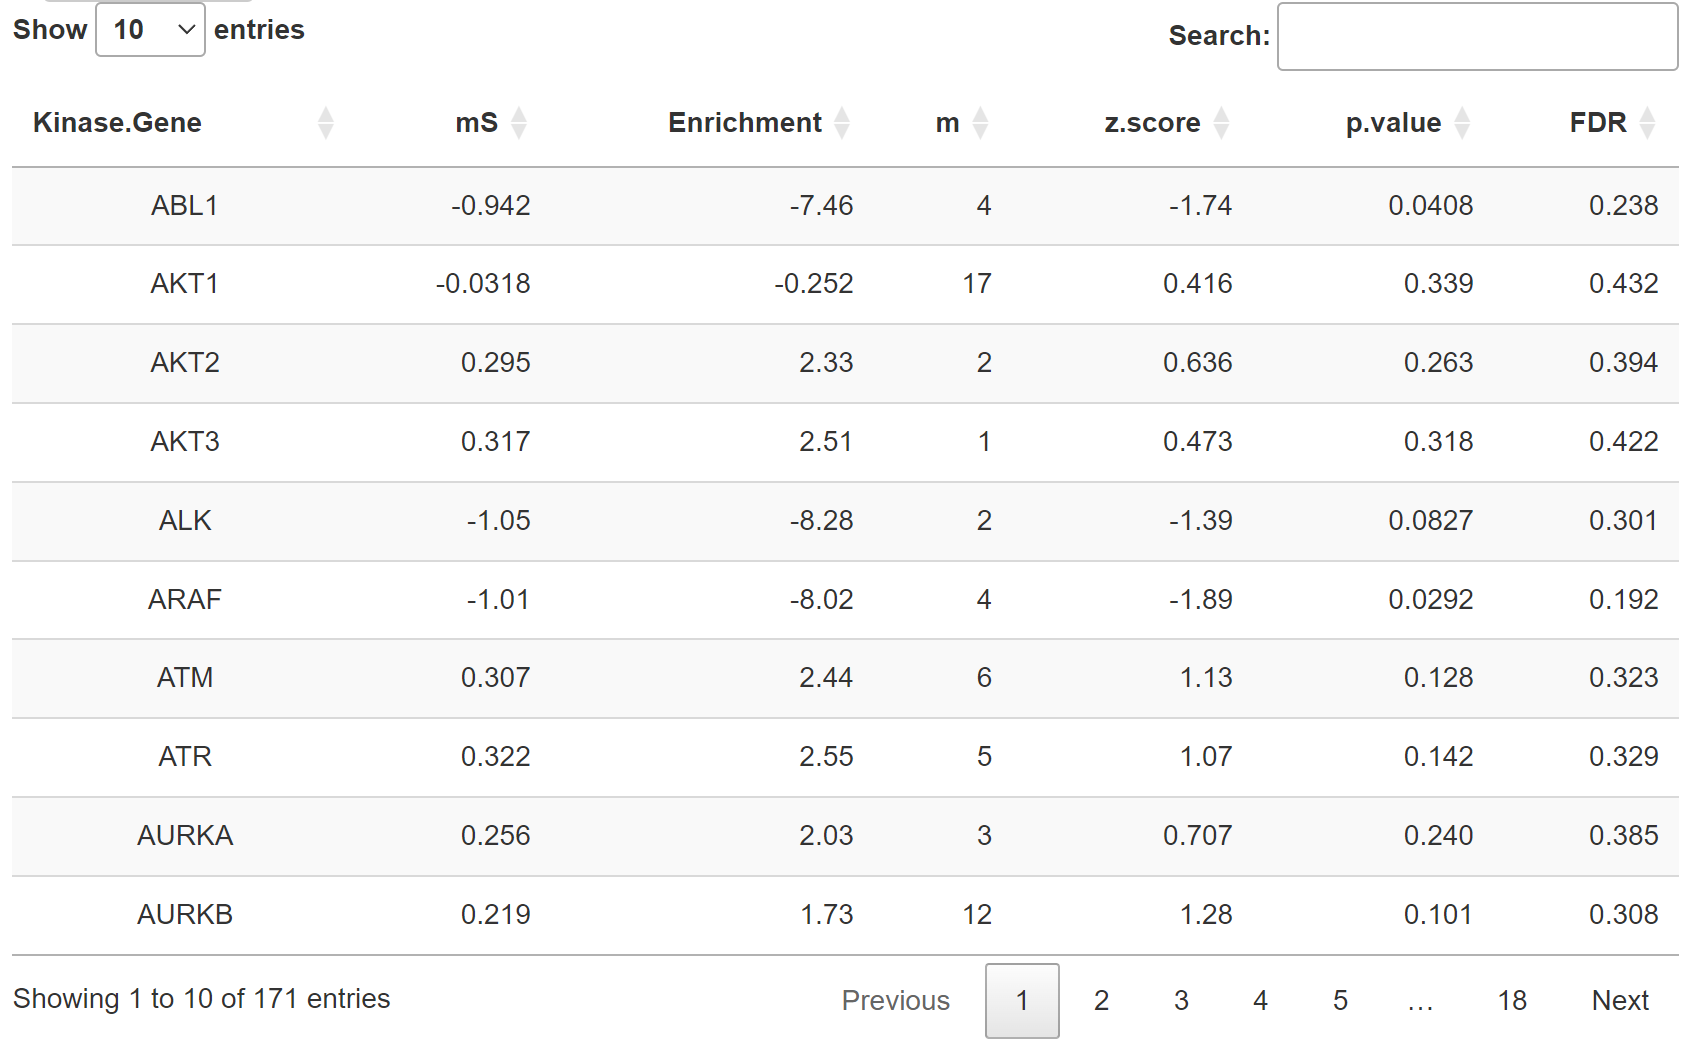 Show 10 entries Search:
Kinase.Gene mS Enrichment m z.score p.value FDR
ABL1 -0.942 -7.46 4 -1.74 0.0408 0.238
AKT1 -0.0318 -0.252 17 0.416 0.339 0.432
AKT2 0.295 2.33 2 0.636 0.263 0.394
AKT3 0.317 2.51 1 0.473 0.318 0.422
ALK -1.05 -8.28 2 -1.39 0.0827 0.301
ARAF -1.01 -8.02 4 -1.89 0.0292 0.192
ATM 0.307 2.44 6 1.13 0.128 0.323
ATR 0.322 2.55 5 1.07 0.142 0.329
AURKA 0.256 2.03 3 0.707 0.240 0.385
AURKB 0.219 1.73 12 1.28 0.101 0.308
Showing 1 to 10 of 171 entries Previous 1 2 3 4 5 … 18 Next